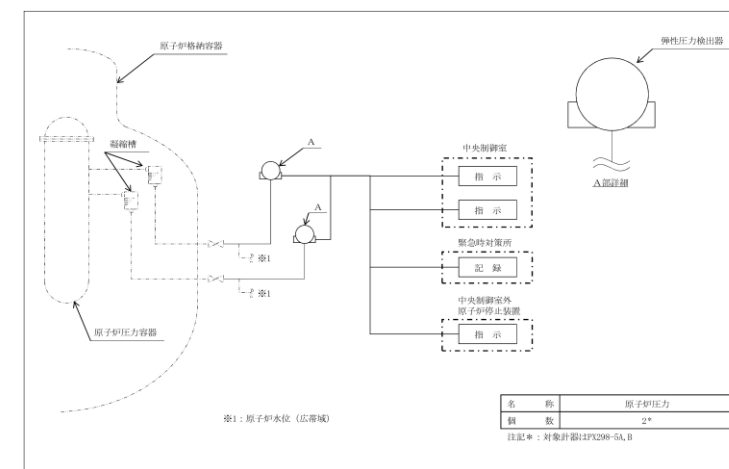 原子炉格納容器
弾性圧力検出器
A
凝縮槽
中央制御室
指 示
A部詳細
A
指 示
※1
緊急時対策所
記 録
※1
中央制御室外
原子炉停止装置
指 示
原子炉圧力容器
※1：原子炉水位（広帯域）
名 称 原子炉圧力
個 数 2*
注記＊：対象計器はPX298-5A,B